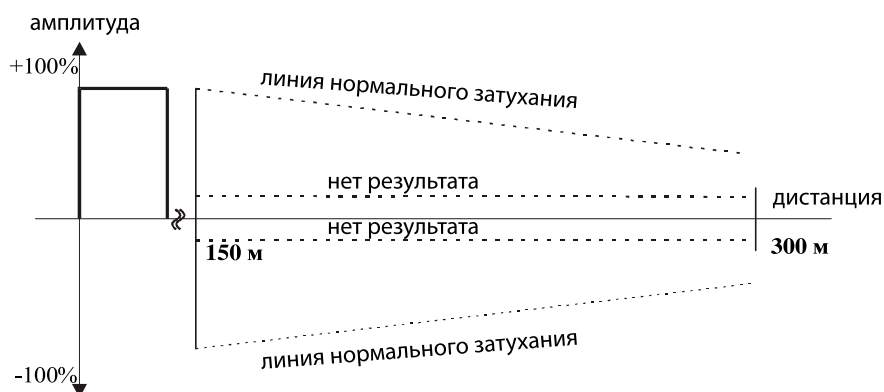 амплитуда
+100%
линия нормального затухания
нет результата
дистанция
нет результата
150 м
300 м
линия нормального затухания
-100%